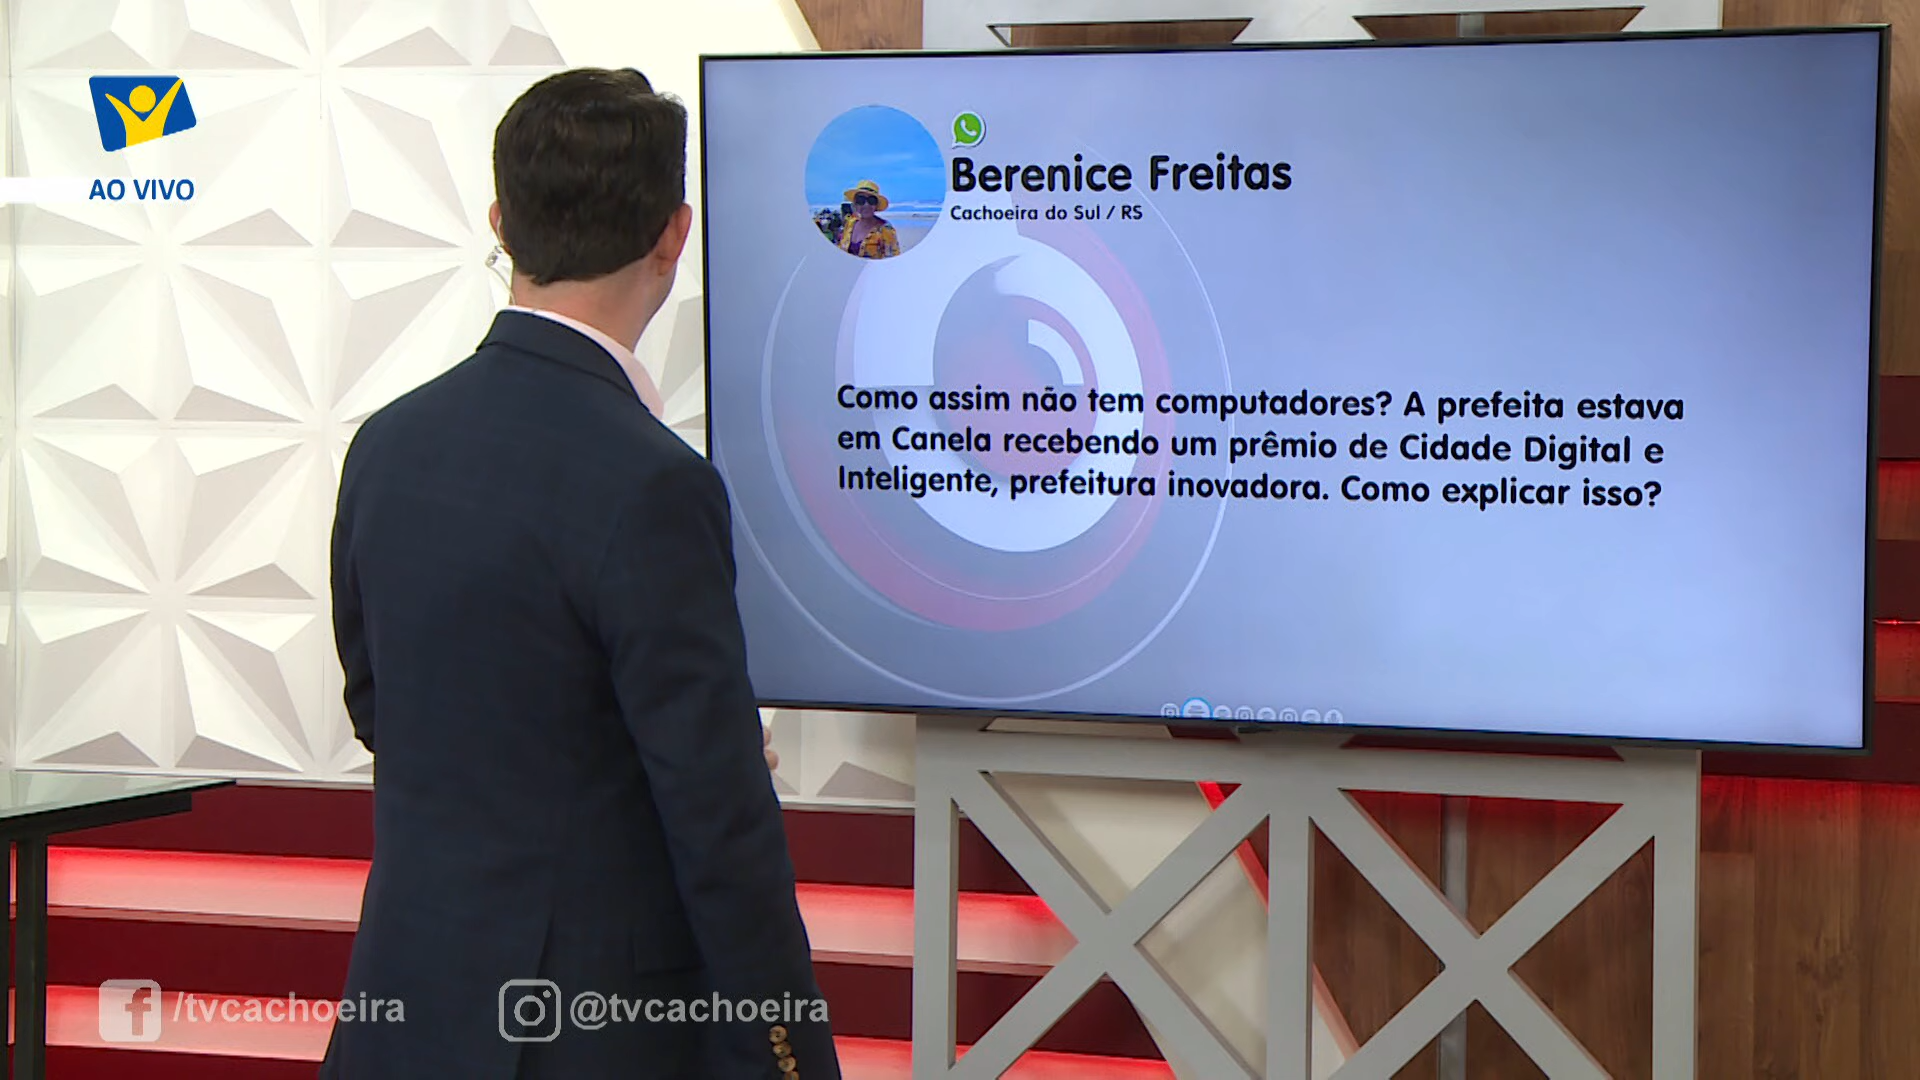 AO VIVO
Berenice Freitas
Cachoeira do Sul / RS
Como assim não tem computadores? A prefeita estava
em Canela recebendo um prêmio de Cidade Digital e
Inteligente, prefeitura inovadora. Como explicar isso?
/tvcachoeira
@tvcachoeira